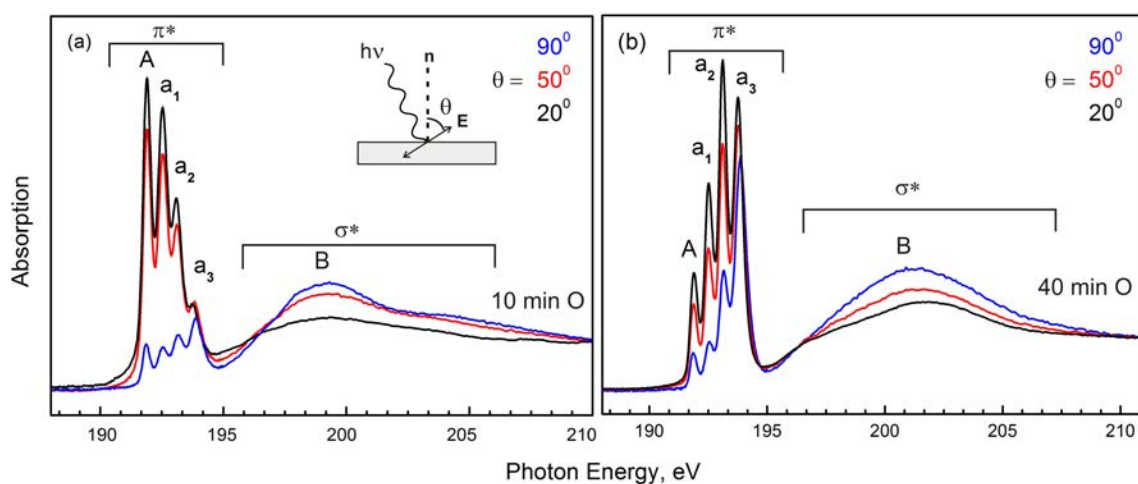 (a)
π*
A
a₁
a₂
a₃
hν
n
θ
E
90⁰
θ = 50⁰
20⁰
σ*
B
10 min O
190
195
200
205
210
(b)
π*
a₂
a₃
a₁
A
90⁰
θ = 50⁰
20⁰
σ*
B
40 min O
190
195
200
205
210
Absorption
Photon Energy, eV